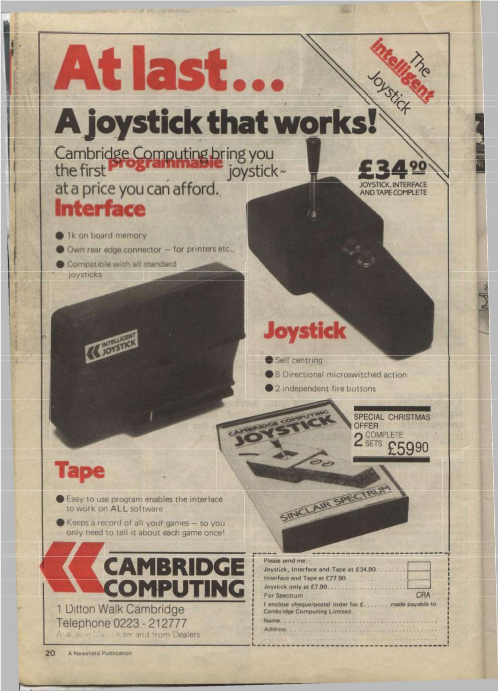 At last...
The
intelligent
Joystick
A joystick that works!
Cambridge Computing bring you
the first programmable joystick~
at a price you can afford.
£34.90
JOYSTICK, INTERFACE
AND TAPE COMPLETE
Interface
● 1k on board memory
● Own rear edge connector — for printers etc.,
● Compatible with all standard
joysticks
INTELLIGENT
JOYSTICK
Joystick
● Self centring
● 8 Directional microswitched action
● 2 independent fire buttons
CAMBRIDGE COMPUTING
JOYSTICK
SINCLAIR SPECTRUM
SPECIAL CHRISTMAS
OFFER
2 COMPLETE
SETS £59.90
Tape
● Easy to use program enables the interface
to work on ALL software
● Keeps a record of all your games — so you
only need to tell it about each game once!
CAMBRIDGE
COMPUTING
1 Ditton Walk Cambridge
Telephone 0223 - 212777
and from Dealers
Please send me:-
Joystick, Interface and Tape at £34.90
Interface and Tape at £27.90
Joystick only at £7.90
For Spectrum CRA
I enclose cheque/postal order for £ made payable to
Cambridge Computing Limited.
Name
Address
20 A Newsfield Publication